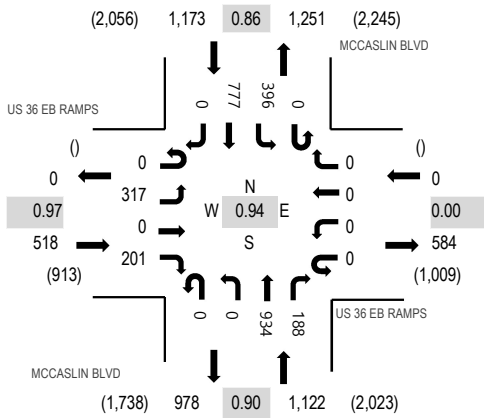 (2,056) 1,173 0.86 1,251 (2,245)
MCCASLIN BLVD
0 777 396 0
US 36 EB RAMPS
() 0 0 ()
0 317 0 0
N
0.97 0 W 0.94 E 0 0.00
S
518 201 0 584
(913) (1,009)
0 0 934 188
US 36 EB RAMPS
MCCASLIN BLVD
(1,738) 978 0.90 1,122 (2,023)